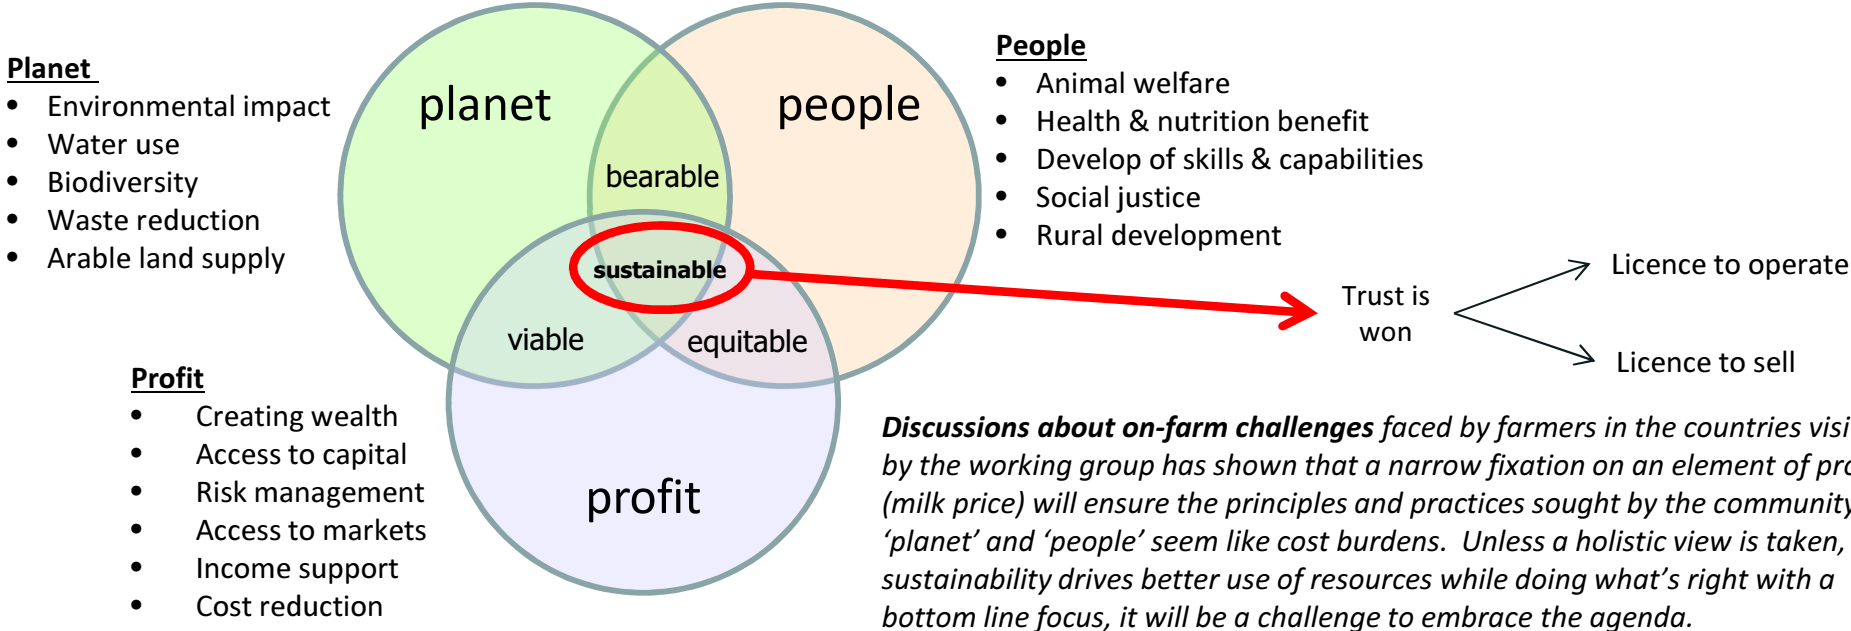 Planet
• Environmental impact
• Water use
• Biodiversity
• Waste reduction
• Arable land supply
planet
people
bearable
sustainable
viable
equitable
profit
People
• Animal welfare
• Health & nutrition benefit
• Develop of skills & capabilities
• Social justice
• Rural development
Trust is
won
Licence to operate
Licence to sell
Profit
• Creating wealth
• Access to capital
• Risk management
• Access to markets
• Income support
• Cost reduction
Discussions about on-farm challenges faced by farmers in the countries
by the working group has shown that a narrow fixation on an element of
(milk price) will ensure the principles and practices sought by the community
‘planet’ and ‘people’ seem like cost burdens. Unless a holistic view is taken,
sustainability drives better use of resources while doing what’s right with a
bottom line focus, it will be a challenge to embrace the agenda.